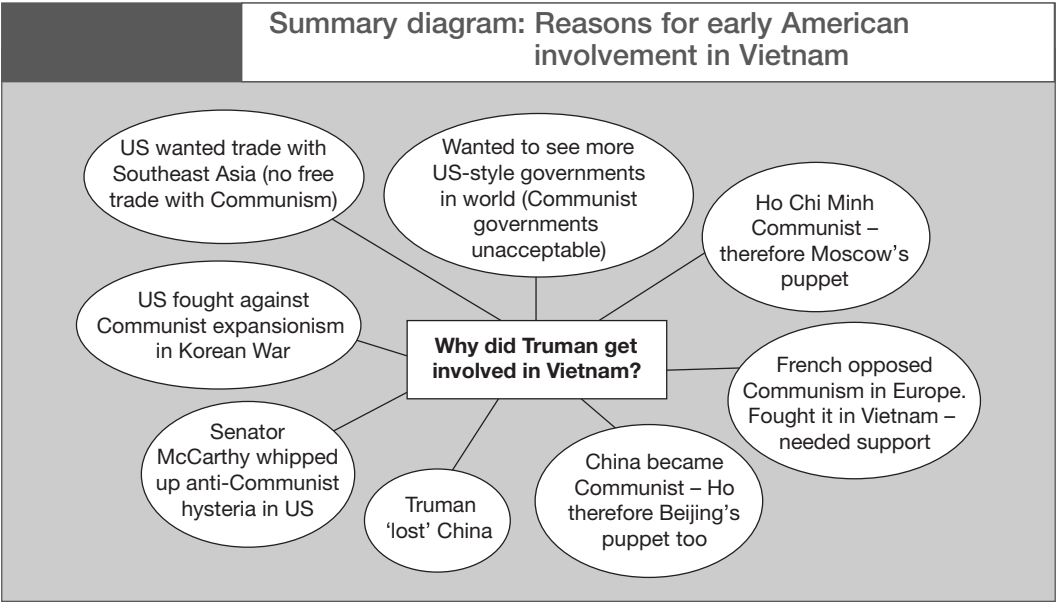 Summary diagram: Reasons for early American
involvement in Vietnam
US wanted trade with
Southeast Asia (no free
trade with Communism)
Wanted to see more
US-style governments
in world (Communist
governments
unacceptable)
Ho Chi Minh
Communist –
therefore Moscow's
puppet
US fought against
Communist expansionism
in Korean War
Why did Truman get
involved in Vietnam?
French opposed
Communism in Europe.
Fought it in Vietnam –
needed support
Senator
McCarthy whipped
up anti-Communist
hysteria in US
Truman
‘lost’ China
China became
Communist – Ho
therefore Beijing's
puppet too